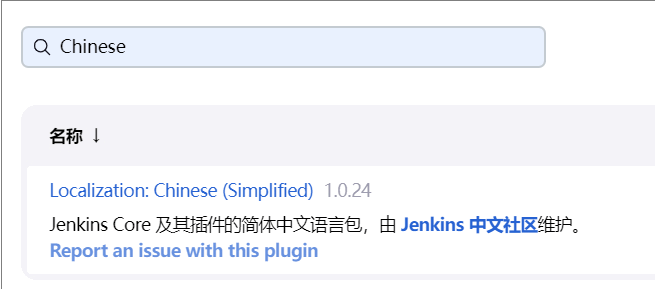 Chinese
名称 ↓
Localization: Chinese (Simplified) 1.0.24
Jenkins Core 及其插件的简体中文语言包，由 Jenkins 中文社区维护。
Report an issue with this plugin